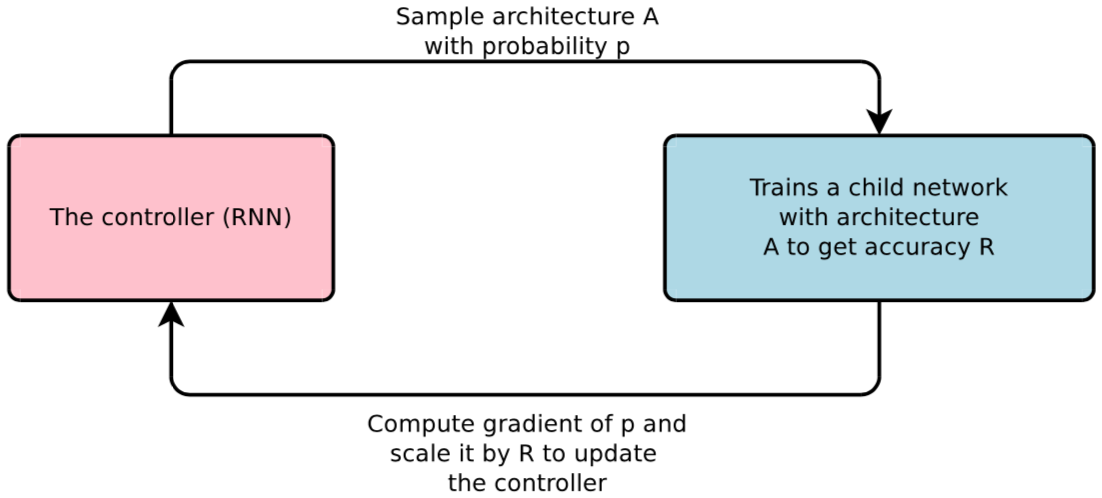 Sample architecture A
with probability p
The controller (RNN)
Trains a child network
with architecture
A to get accuracy R
Compute gradient of p and
scale it by R to update
the controller